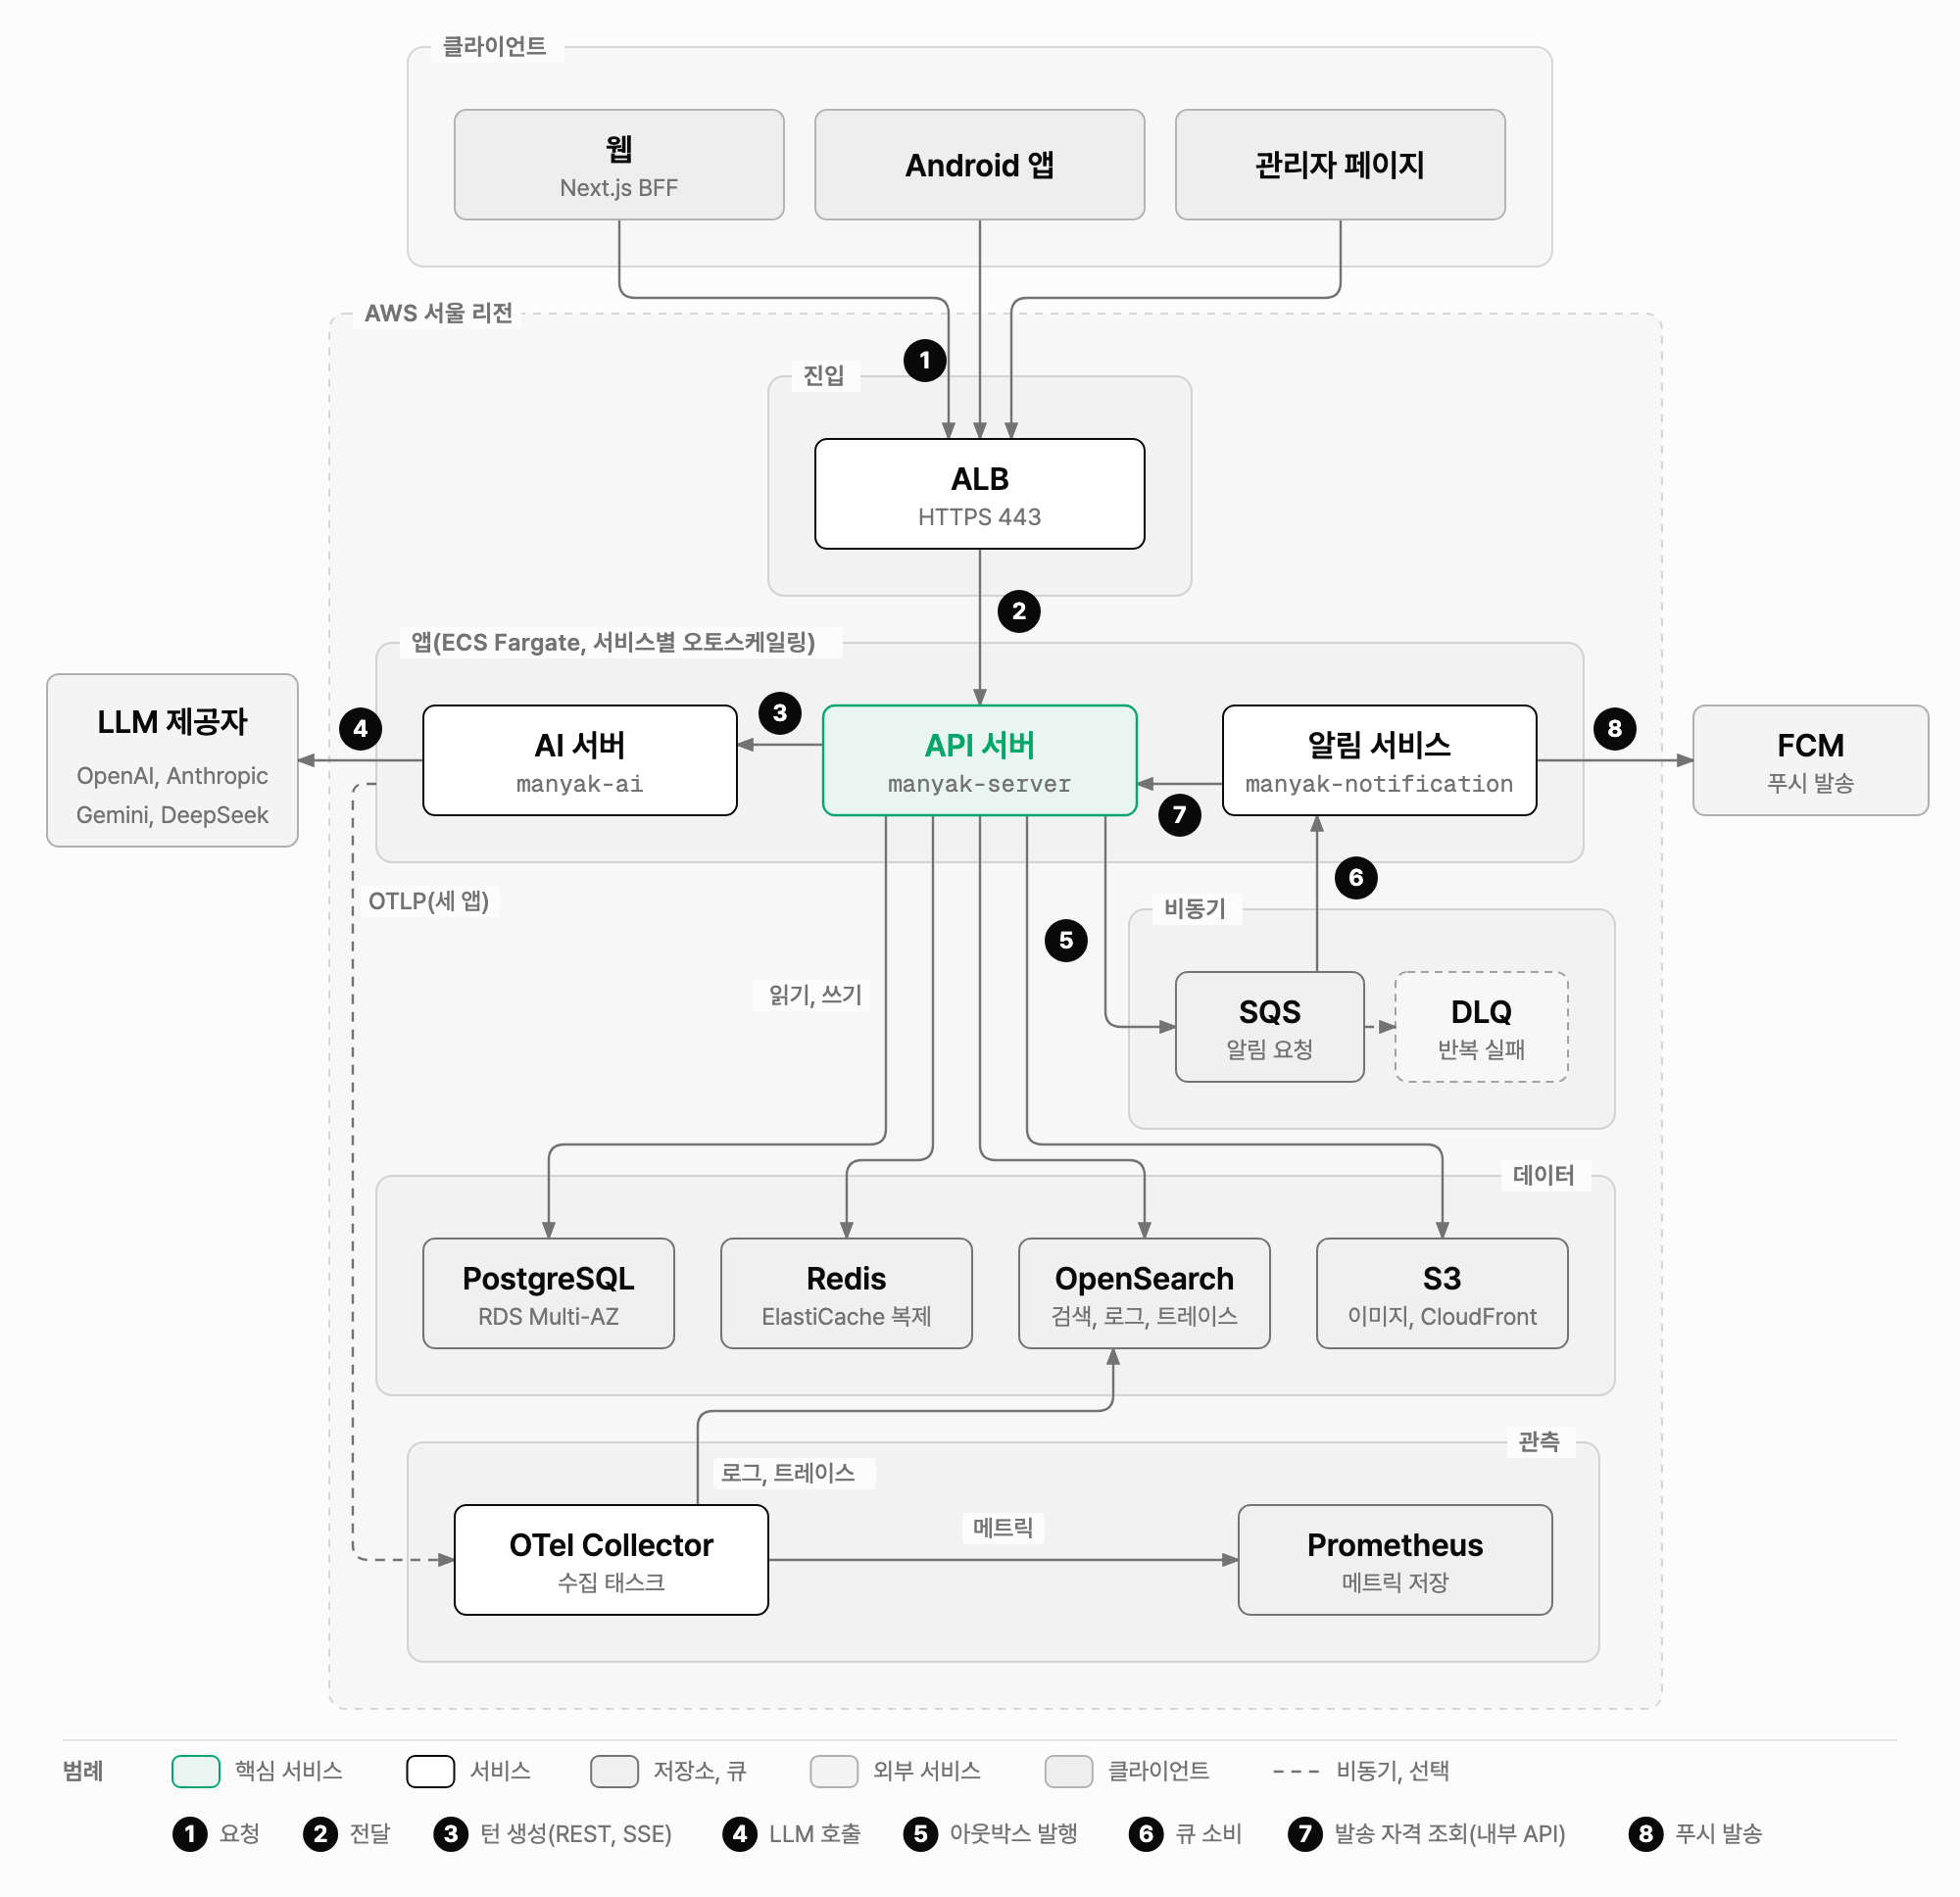 클라이언트
웹
Next.js BFF
Android 앱
관리자 페이지
AWS 서울 리전
1
진입
ALB
HTTPS 443
2
앱(ECS Fargate, 서비스별 오토스케일링)
LLM 제공자
OpenAI, Anthropic
Gemini, DeepSeek
4
AI 서버
manyak-ai
3
API 서버
manyak-server
7
알림 서비스
manyak-notification
8
FCM
푸시 발송
OTLP(세 앱)
6
5
비동기
읽기, 쓰기
SQS
알림 요청
DLQ
반복 실패
데이터
PostgreSQL
RDS Multi-AZ
Redis
ElastiCache 복제
OpenSearch
검색, 로그, 트레이스
S3
이미지, CloudFront
관측
로그, 트레이스
OTel Collector
수집 태스크
메트릭
Prometheus
메트릭 저장
범례 핵심 서비스 서비스 저장소, 큐 외부 서비스 클라이언트 비동기, 선택
1 요청 2 전달 3 턴 생성(REST, SSE) 4 LLM 호출 5 아웃박스 발행 6 큐 소비 7 발송 자격 조회(내부 API) 8 푸시 발송